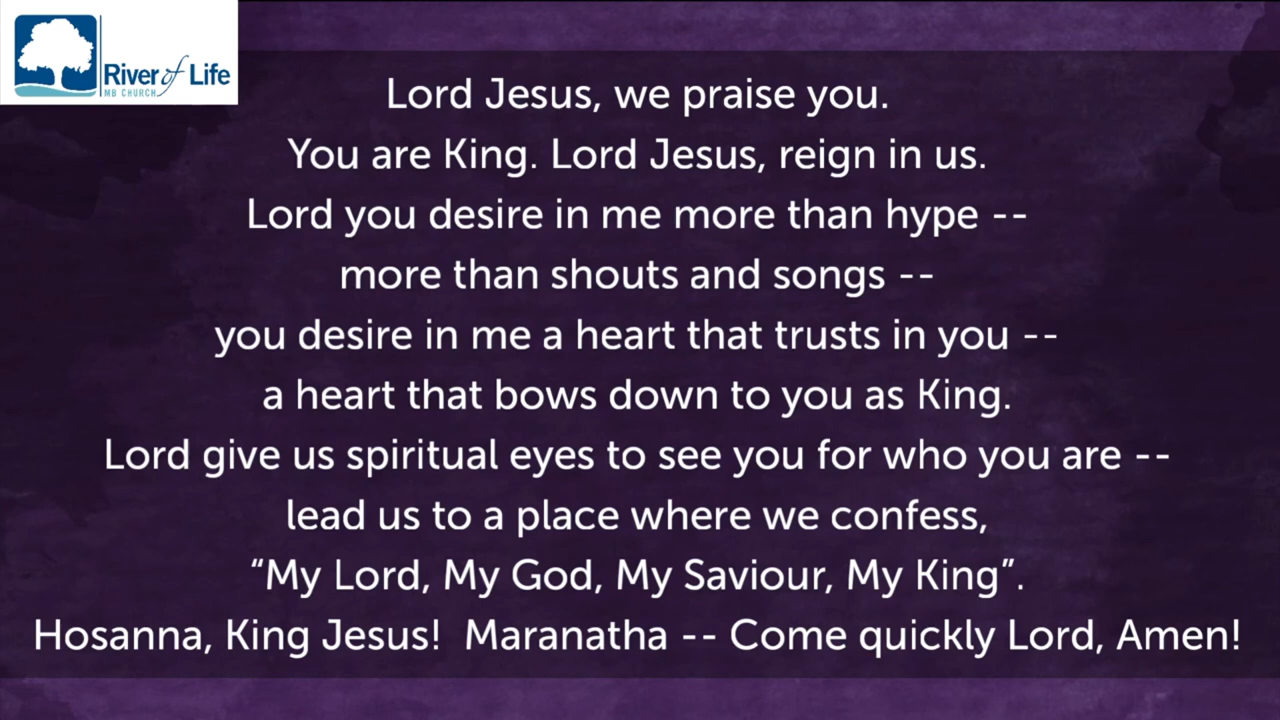 River of Life
MB CHURCH
Lord Jesus, we praise you.
You are King. Lord Jesus, reign in us.
Lord you desire in me more than hype --
more than shouts and songs --
you desire in me a heart that trusts in you --
a heart that bows down to you as King.
Lord give us spiritual eyes to see you for who you are --
lead us to a place where we confess,
“My Lord, My God, My Saviour, My King”.
Hosanna, King Jesus!  Maranatha -- Come quickly Lord, Amen!